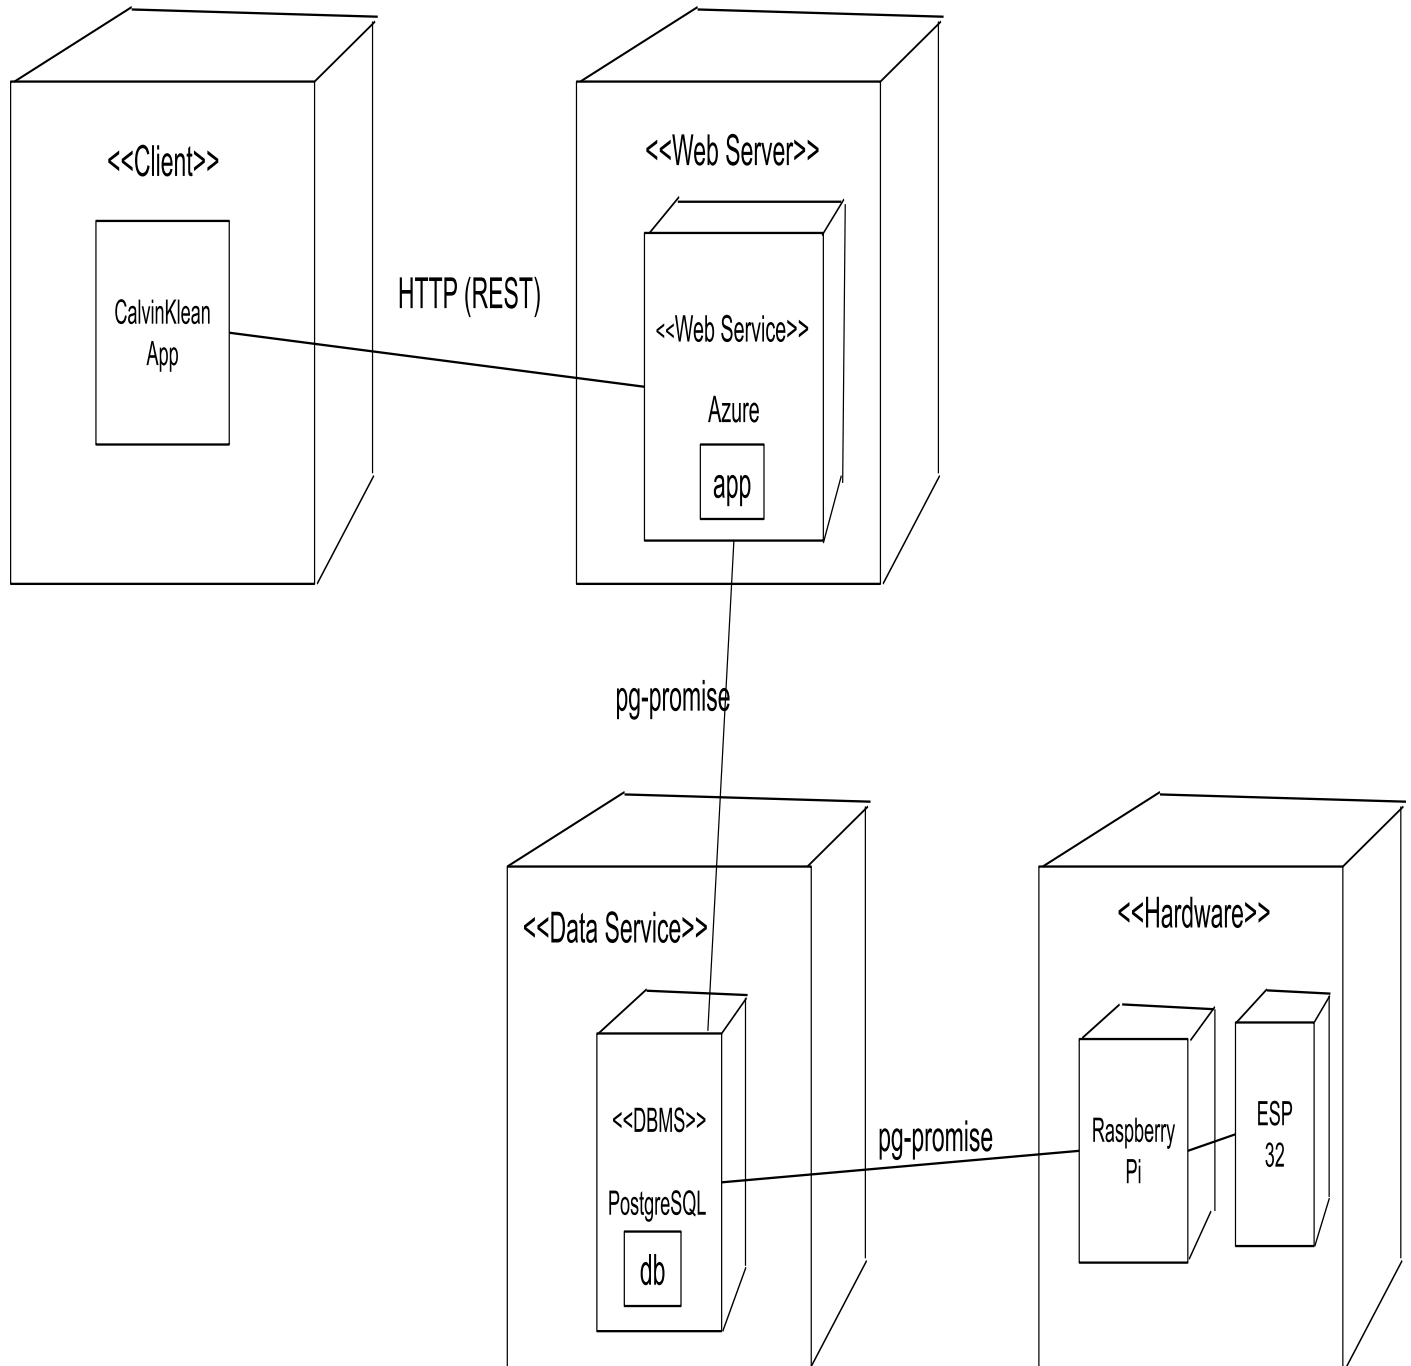 <<Client>>
CalvinKlean
App
HTTP (REST)
<<Web Server>>
<<Web Service>>
Azure
app
pg-promise
<<Data Service>>
<<DBMS>>
PostgreSQL
db
pg-promise
<<Hardware>>
Raspberry
Pi
ESP
32